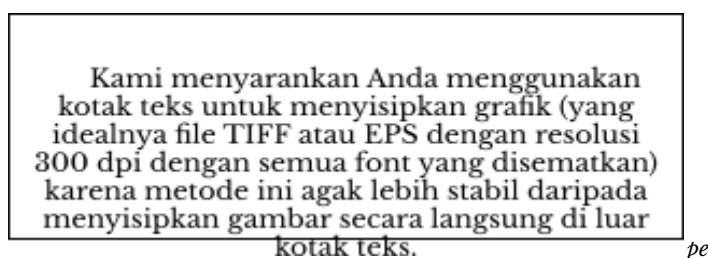 Kami menyarankan Anda menggunakan
kotak teks untuk menyisipkan grafik (yang
idealnya file TIFF atau EPS dengan resolusi
300 dpi dengan semua font yang disematkan)
karena metode ini agak lebih stabil daripada
menyisipkan gambar secara langsung di luar
kotak teks.
pe